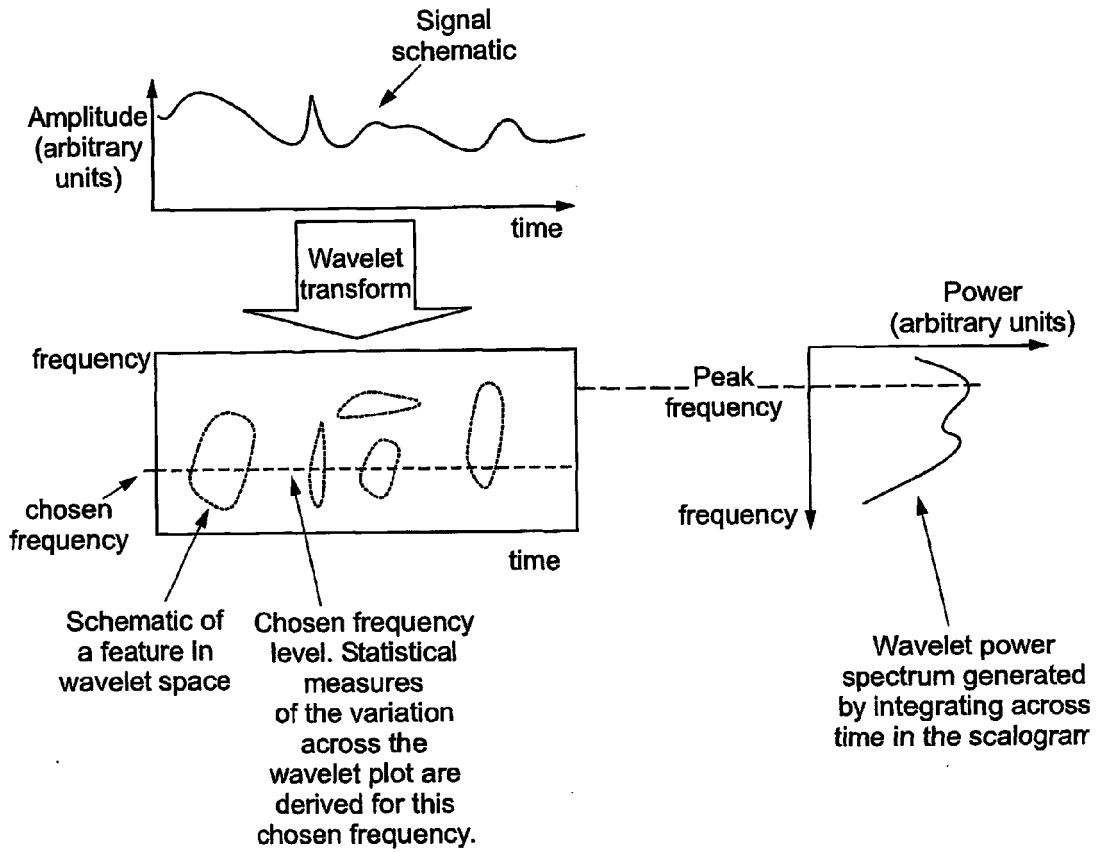 Signal
schematic
Amplitude
(arbitrary
units)
time
Wavelet
transform
Power
(arbitrary units)
frequency
Peak
frequency
chosen
frequency
frequency
time
Schematic of
a feature in
wavelet space
Chosen frequency
level. Statistical
measures
of the variation
across the
wavelet plot are
derived for this
chosen frequency.
Wavelet power
spectrum generated
by integrating across
time in the scalogram